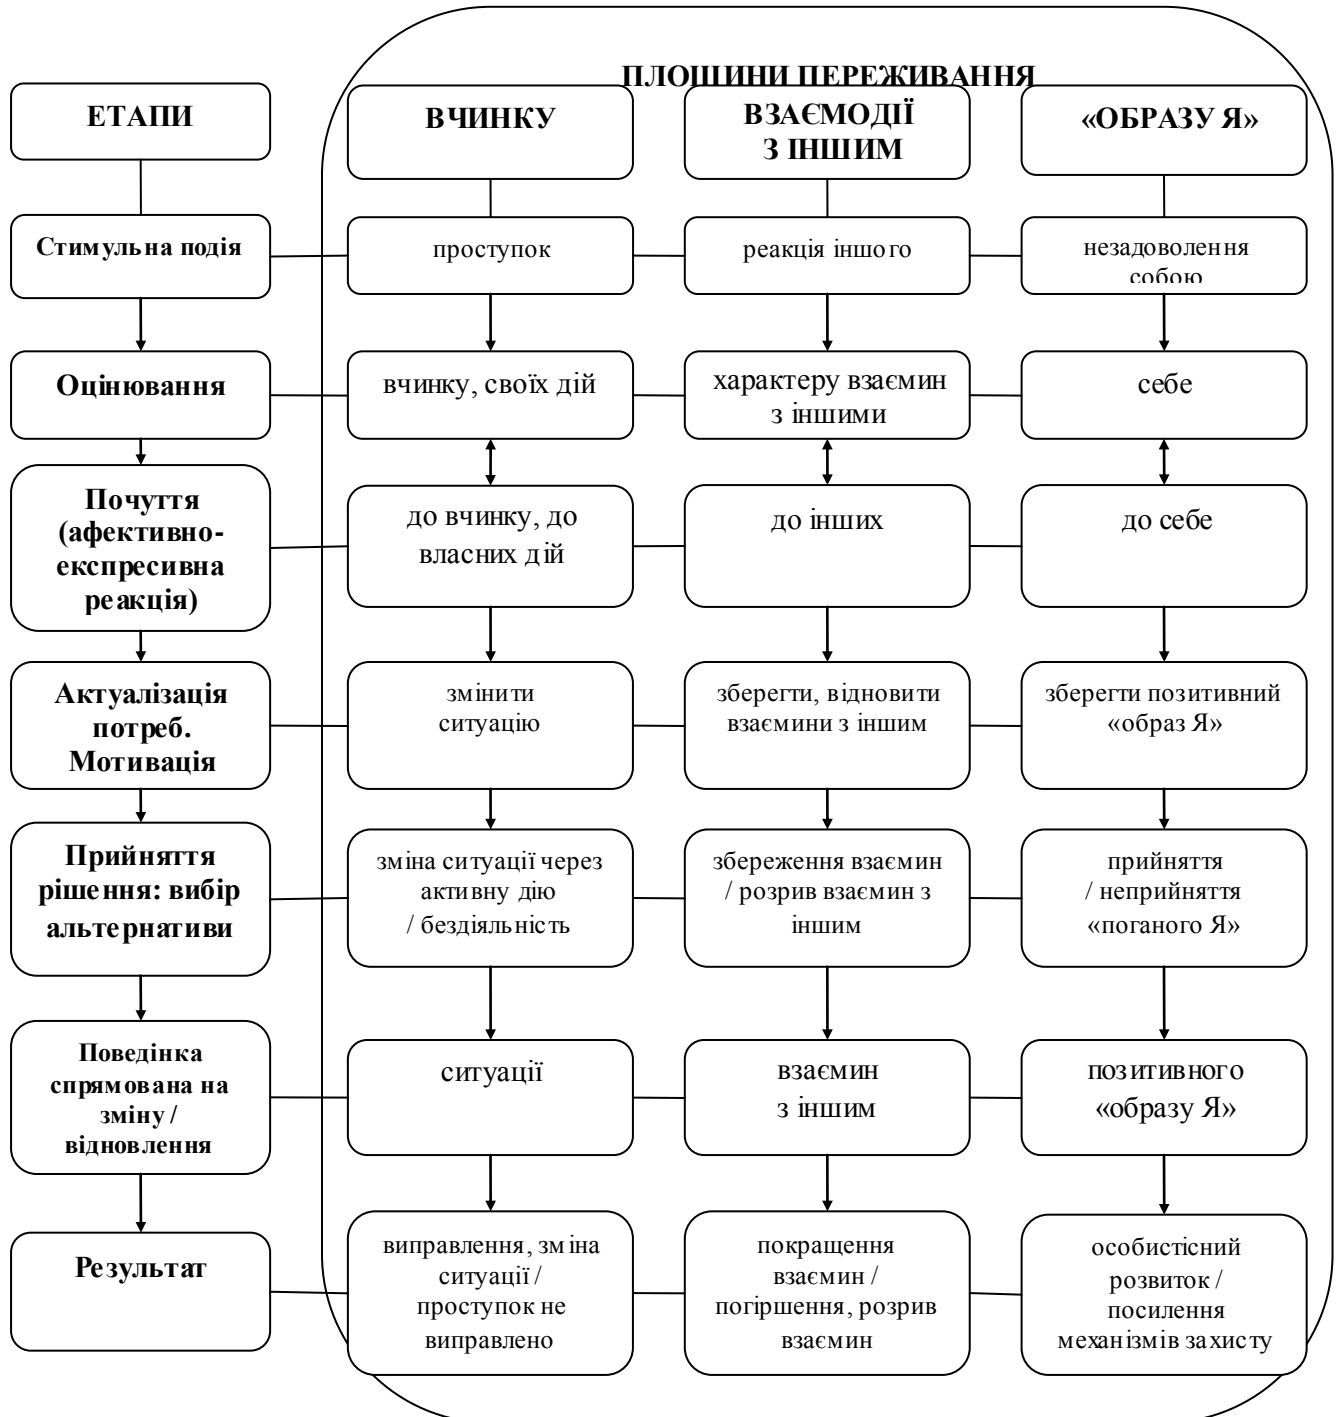 ПЛОЩИНИ ПЕРЕЖИВАННЯ
ЕТАПИ
ВЧИНКУ
ВЗАЄМОДІЇ
З ІНШИМ
«ОБРАЗУ Я»
Стимульна подія
проступок
реакція іншого
незадоволення
собою
Оцінювання
вчинку, своїх дій
характеру взаємин
з іншими
себе
Почуття
(афективно-
експресивна
реакція)
до вчинку, до
власних дій
до інших
до себе
Актуалізація
потреб.
Мотивація
змінити
ситуацію
зберегти, відновити
взаємини з іншим
зберегти позитивний
«образ Я»
Прийняття
рішення: вибір
альтернативи
зміна ситуації через
активну дію
/ бездіяльність
збереження взаємин
/ розрив взаємин з
іншим
прийняття
/ неприйняття
«поганого Я»
Поведінка
спрямована на
зміну /
відновлення
ситуації
взаємин
з іншим
позитивного
«образу Я»
Результат
виправлення, зміна
ситуації /
проступок не
виправлено
покращення
взаємин /
погіршення, розрив
взаємин
особистісний
розвиток /
посилення
механізмів захисту